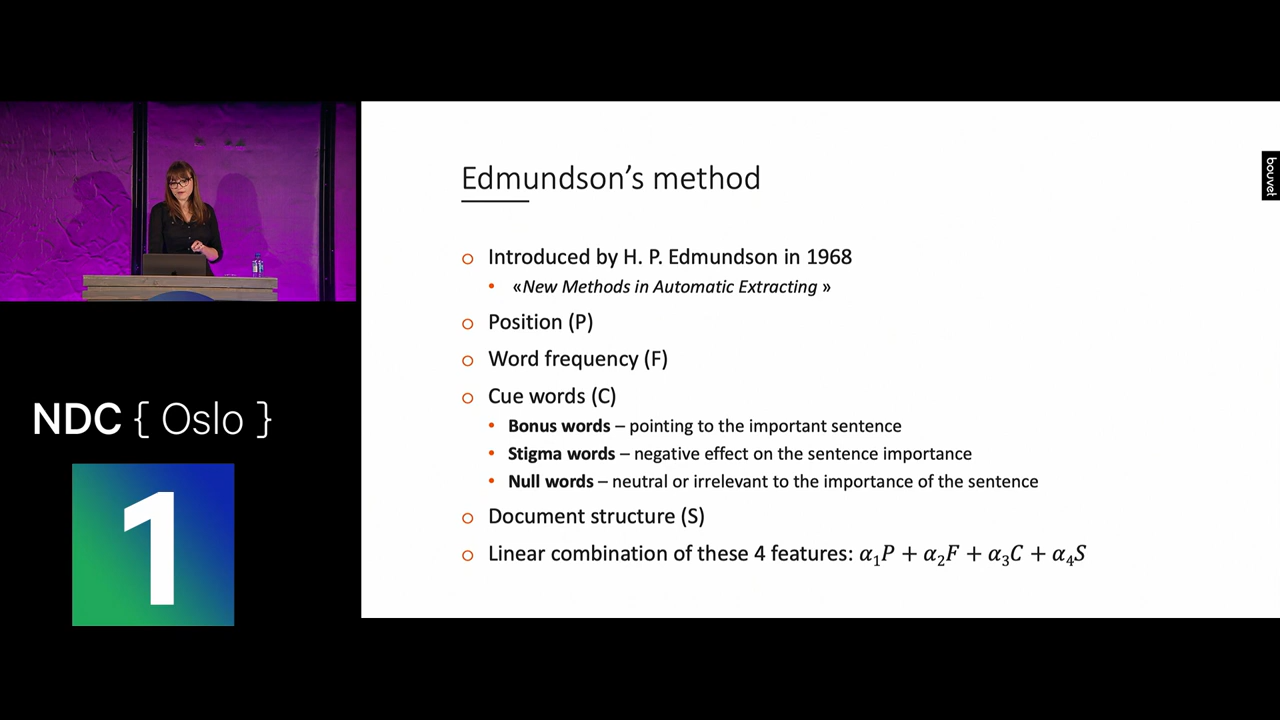 Edmundson's method
bouvet
Introduced by H. P. Edmundson in 1968
«New Methods in Automatic Extracting »
Position (P)
Word frequency (F)
Cue words (C)
Bonus words – pointing to the important sentence
Stigma words – negative effect on the sentence importance
Null words – neutral or irrelevant to the importance of the sentence
Document structure (S)
Linear combination of these 4 features: α₁P + α₂F + α₃C + α₄S
NDC { Oslo }
1